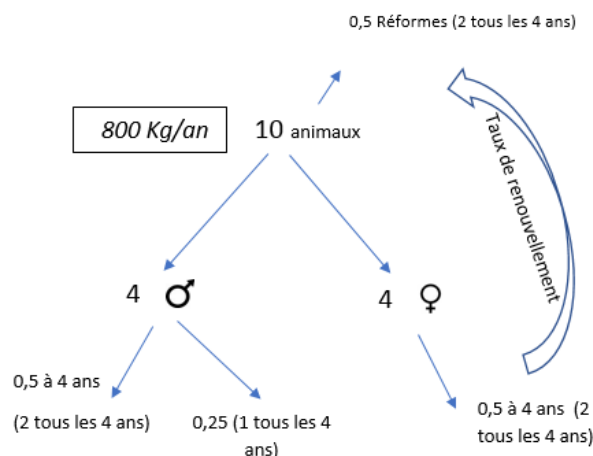 0,5 Réformes (2 tous les 4 ans)
800 Kg/an
10 animaux
Taux de renouvellement
4 ♂
4 ♀
0,5 à 4 ans
(2 tous les 4 ans)
0,25 (1 tous les 4
ans)
0,5 à 4 ans (2
tous les 4 ans)